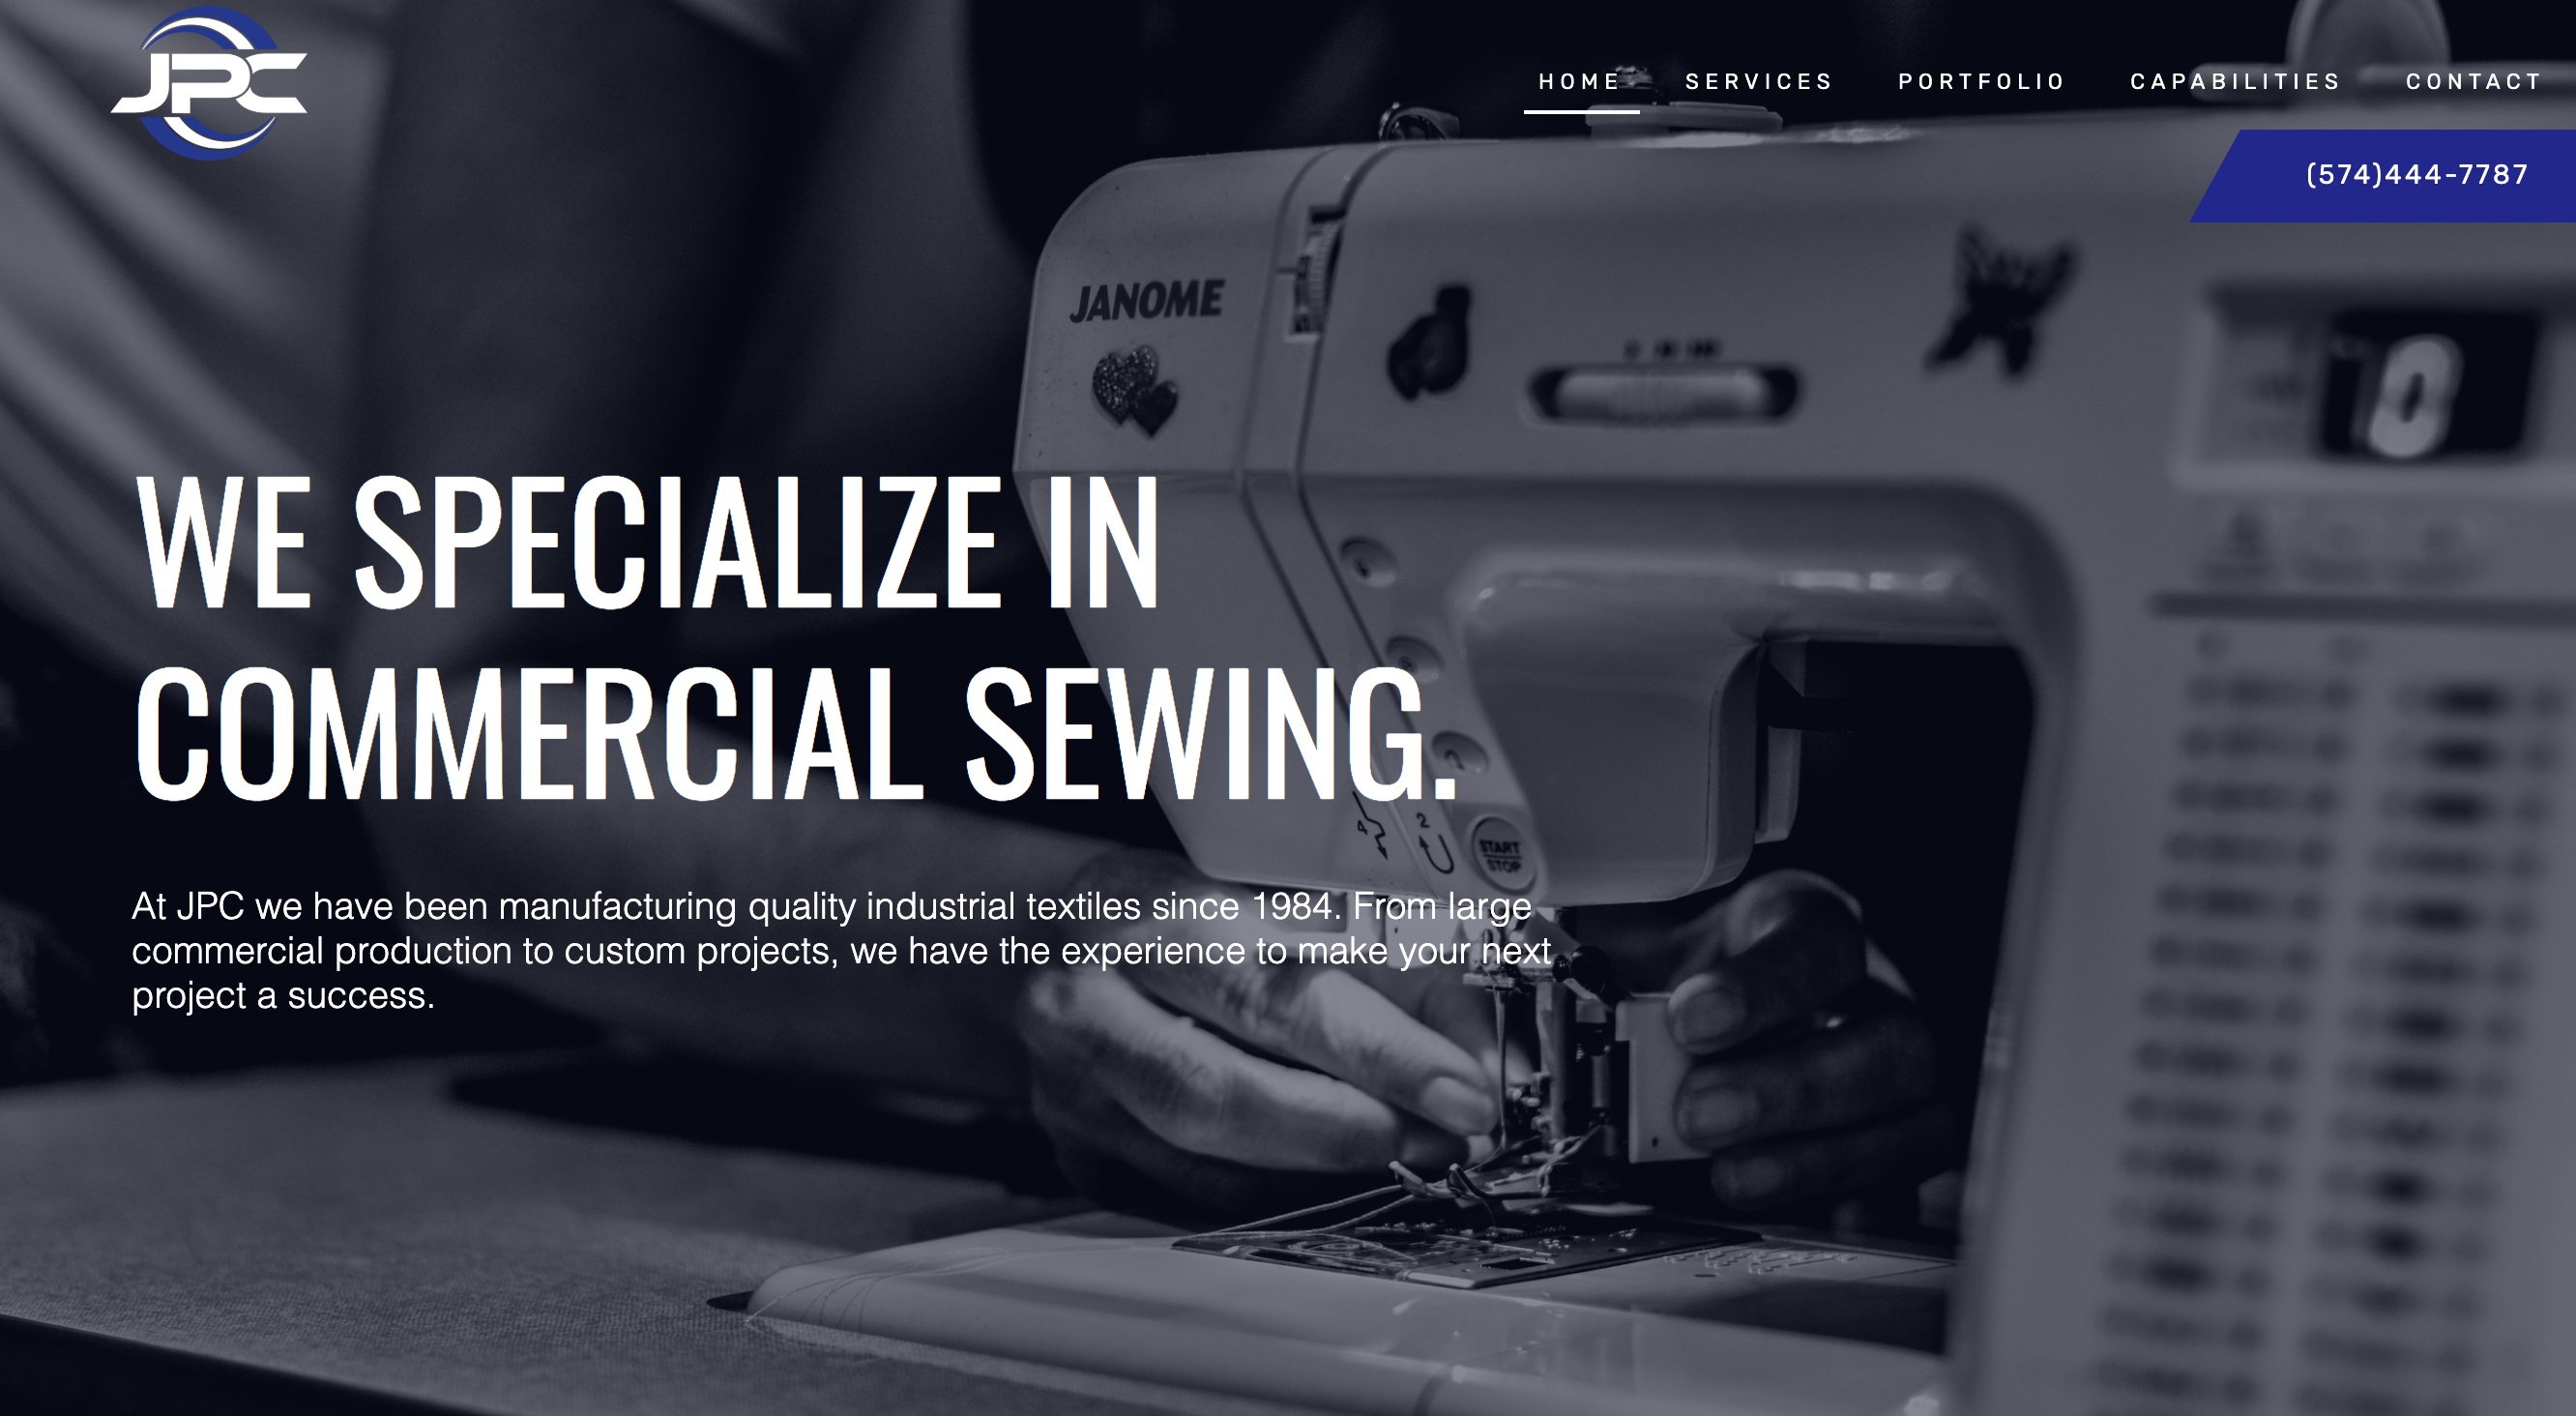 JPC
HOME SERVICES PORTFOLIO CAPABILITIES CONTACT
(574)444-7787
JANOME
WE SPECIALIZE IN
COMMERCIAL SEWING.
4 2
START
STOP
At JPC we have been manufacturing quality industrial textiles since 1984. From large
commercial production to custom projects, we have the experience to make your next
project a success.